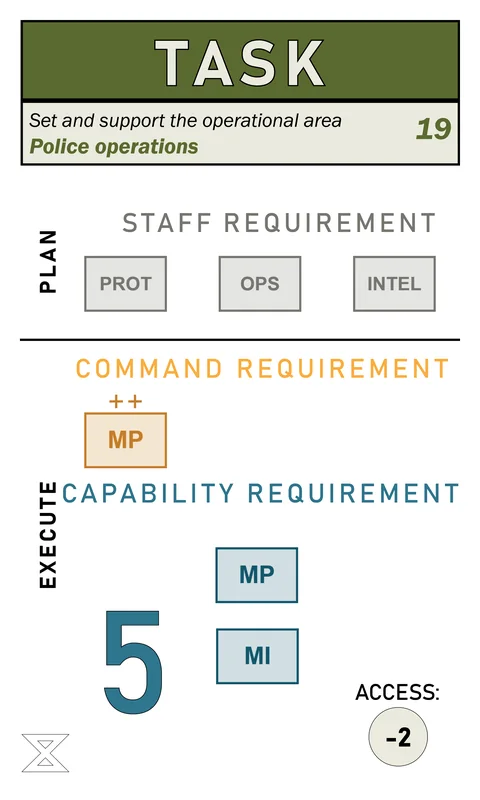 TASK
Set and support the operational area
Police operations
19
PLAN
STAFF REQUIREMENT
PROT OPS INTEL
EXECUTE
COMMAND REQUIREMENT
++
MP
CAPABILITY REQUIREMENT
MP
5
MI
ACCESS:
-2